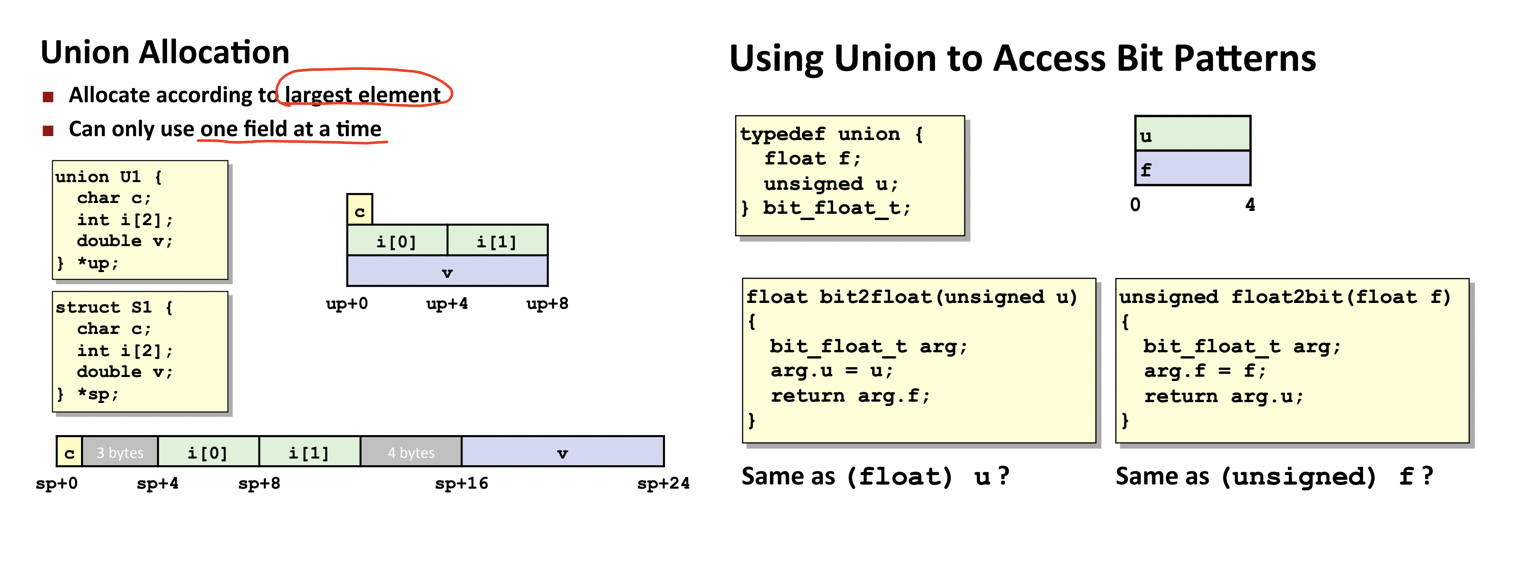 Union Allocation
Allocate according to largest element
Can only use one field at a time
union U1 {
char c;
int i[2];
double v;
} *up;
c
i[0] i[1]
v
up+0 up+4 up+8
struct S1 {
char c;
int i[2];
double v;
} *sp;
c 3 bytes i[0] i[1] 4 bytes v
sp+0 sp+4 sp+8 sp+16 sp+24
Using Union to Access Bit Patterns
typedef union {
float f;
unsigned u;
} bit_float_t;
u
f
0 4
float bit2float(unsigned u)
{
bit_float_t arg;
arg.u = u;
return arg.f;
}
Same as (float) u ?
unsigned float2bit(float f)
{
bit_float_t arg;
arg.f = f;
return arg.u;
}
Same as (unsigned) f ?